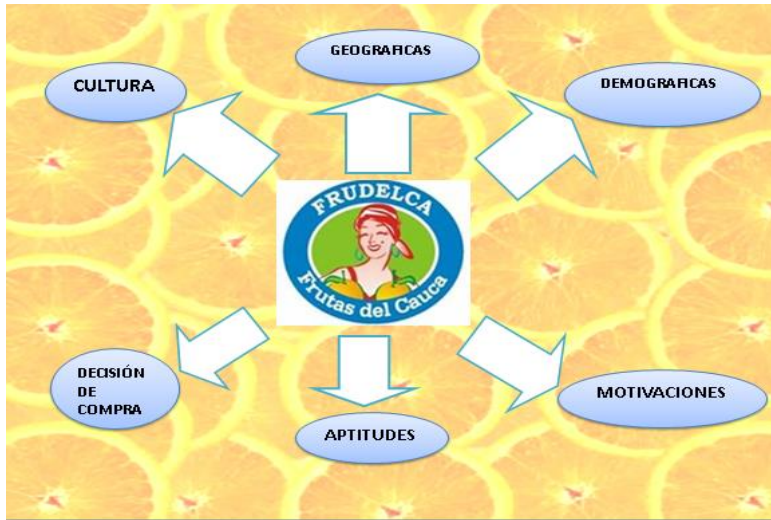 GEOGRAFICAS
CULTURA
DEMOGRAFICAS
FRUDELCA
Frutas del Cauca
DECISIÓN
DE
COMPRA
APTITUDES
MOTIVACIONES